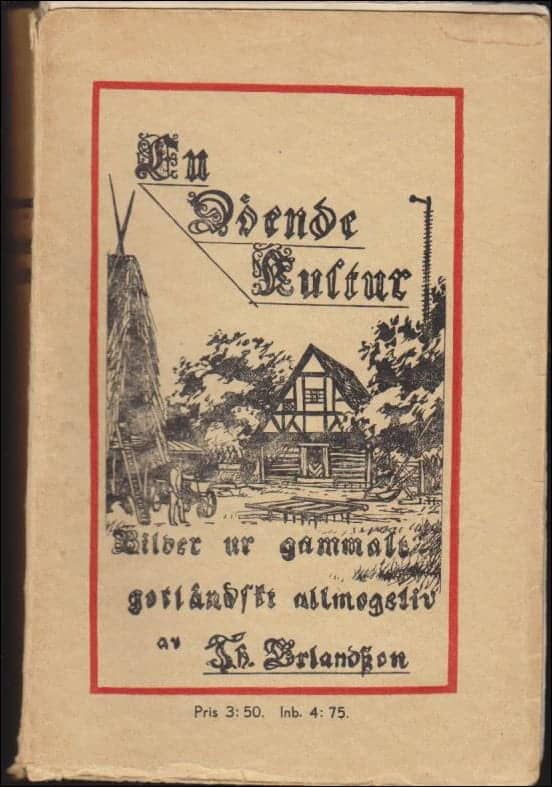 En
Döende
Kultur
Bilder ur gammalt
gotländskt allmogeliv
av Th. Erlandsson
Pris 3:50. Inb. 4:75.